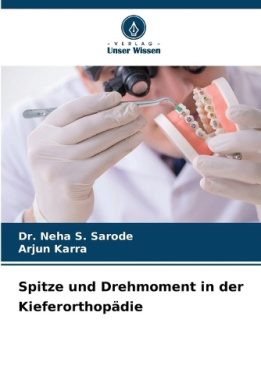 VERLAG
Unser Wissen
Dr. Neha S. Sarode
Arjun Karra
Spitze und Drehmoment in der
Kieferorthopädie